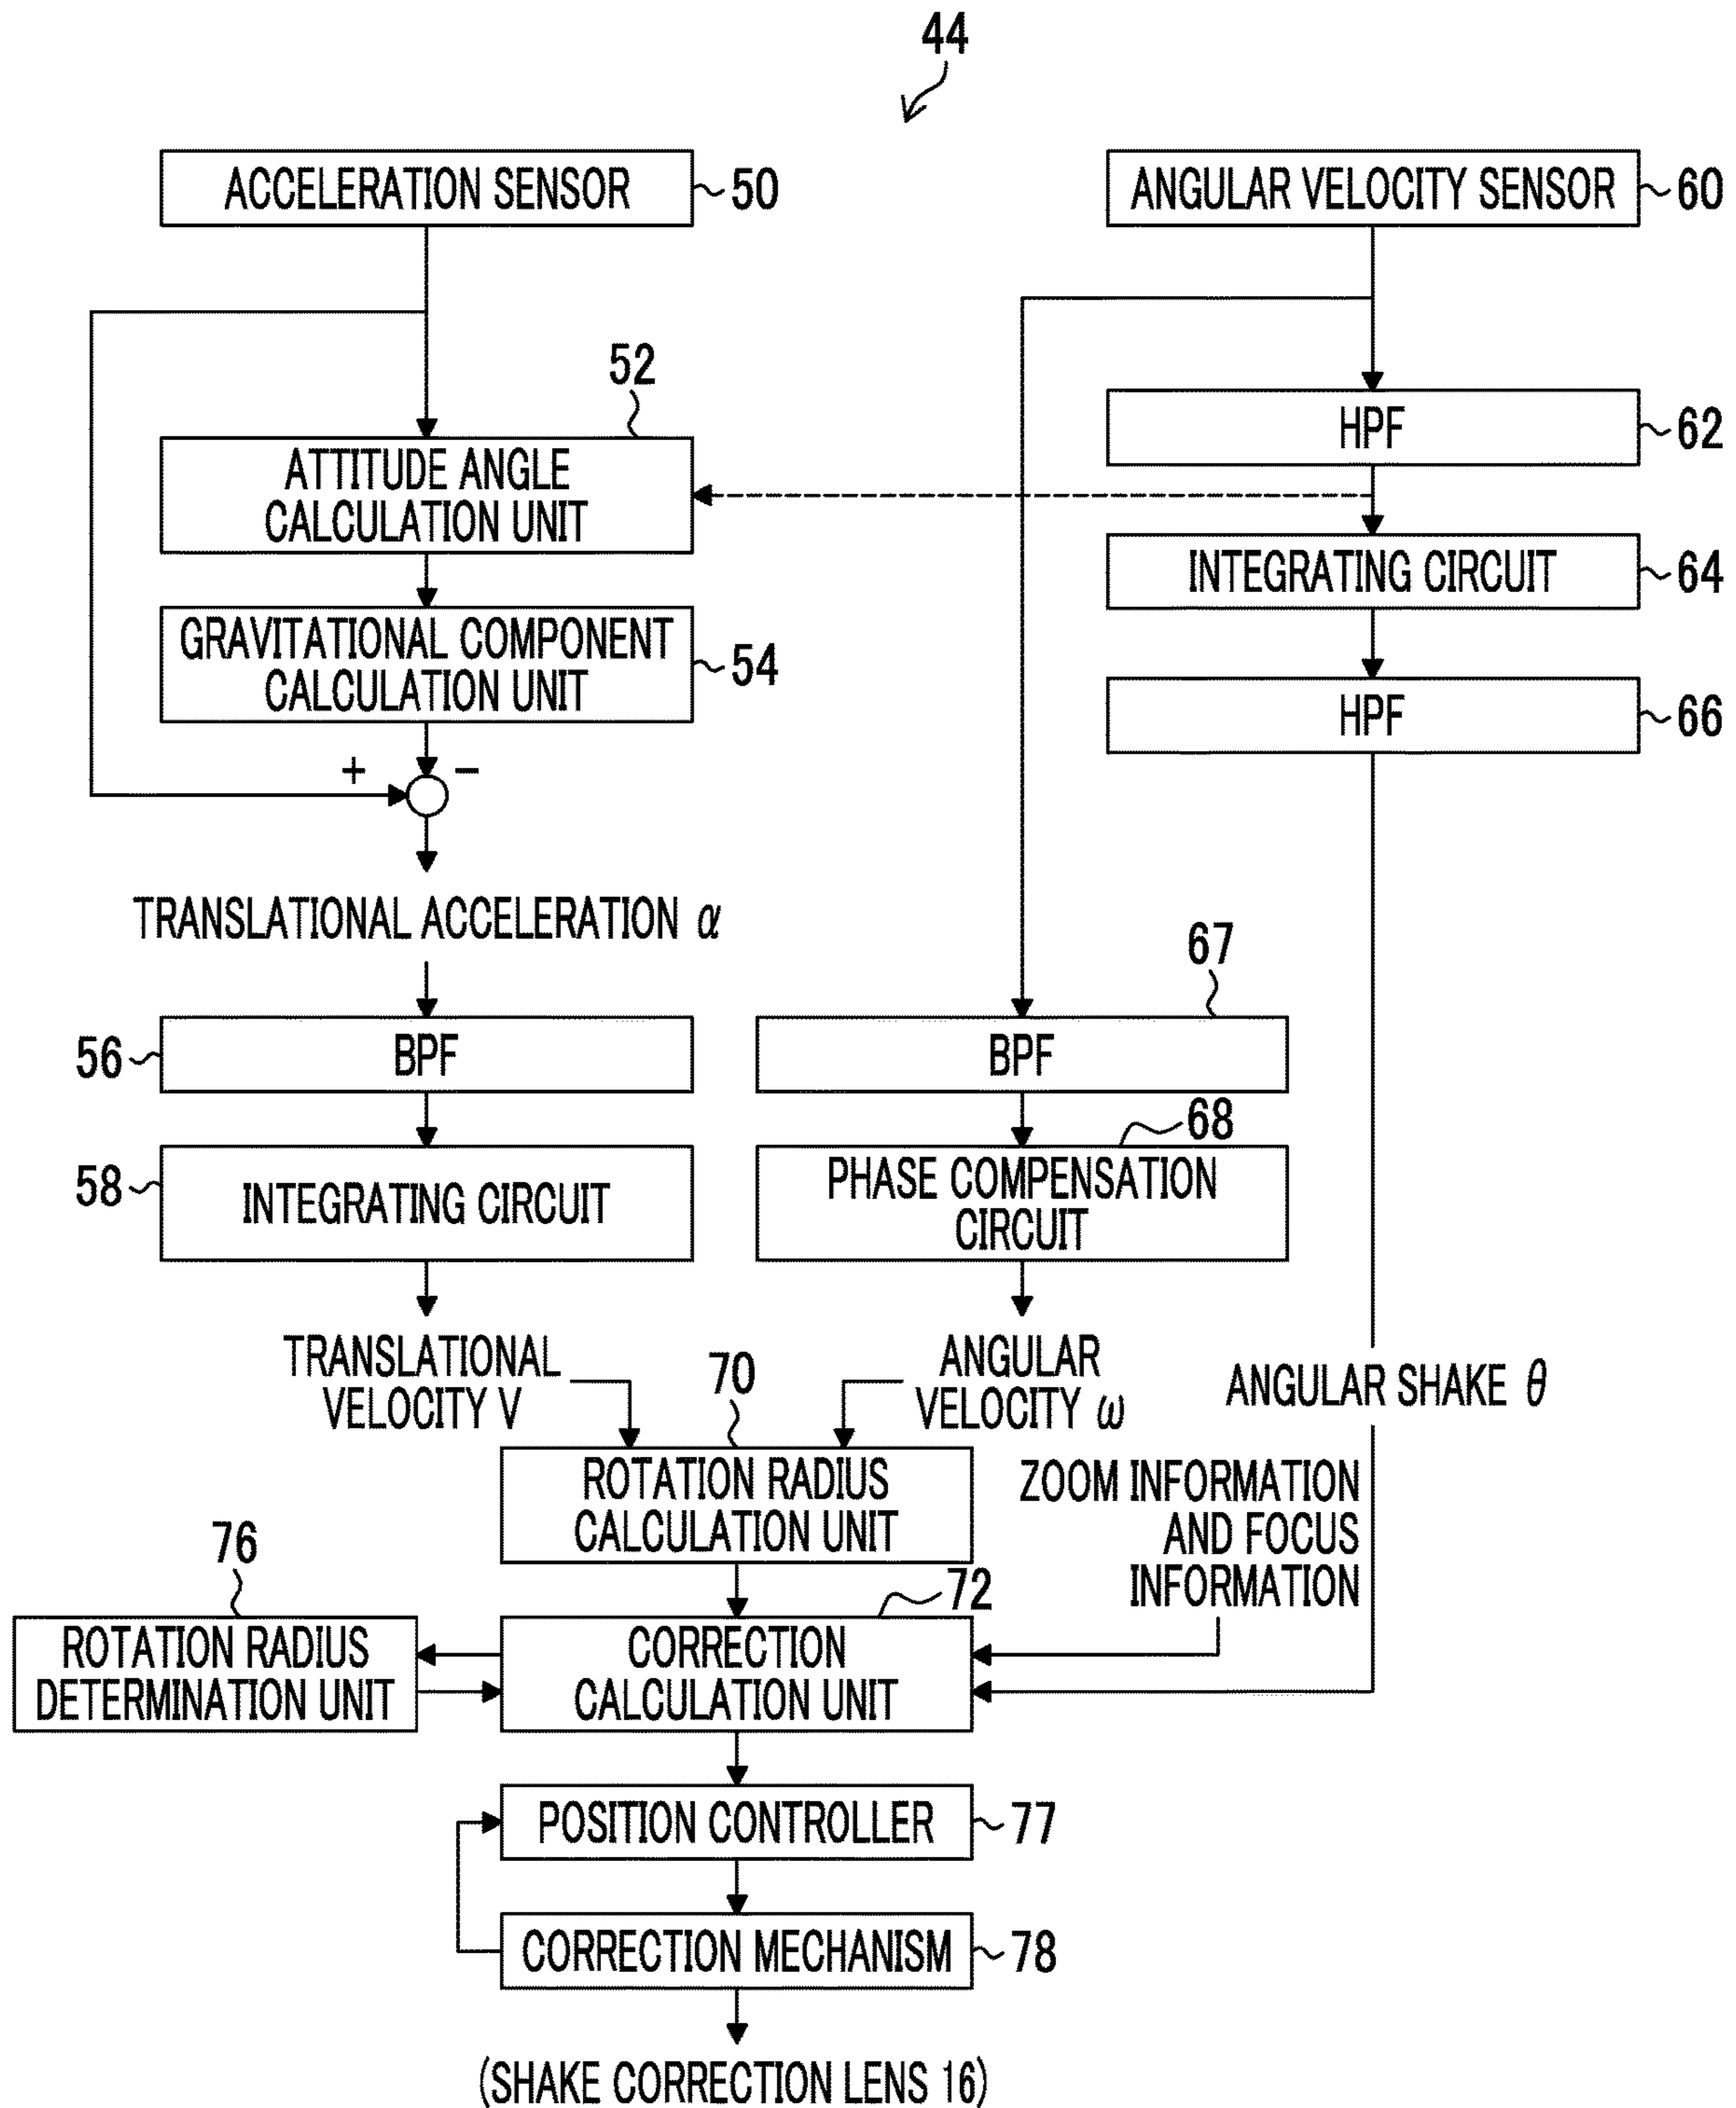 44
ACCELERATION SENSOR
50
ANGULAR VELOCITY SENSOR
60
52
HPF
62
ATTITUDE ANGLE
CALCULATION UNIT
INTEGRATING CIRCUIT
64
GRAVITATIONAL COMPONENT
CALCULATION UNIT
54
HPF
66
+ −
TRANSLATIONAL ACCELERATION α
67
56
BPF
BPF
68
58
INTEGRATING CIRCUIT
PHASE COMPENSATION
CIRCUIT
TRANSLATIONAL
VELOCITY V
70
ANGULAR
VELOCITY ω
ANGULAR SHAKE θ
ROTATION RADIUS
CALCULATION UNIT
ZOOM INFORMATION
AND FOCUS
INFORMATION
76
72
ROTATION RADIUS
DETERMINATION UNIT
CORRECTION
CALCULATION UNIT
POSITION CONTROLLER
77
CORRECTION MECHANISM
78
(SHAKE CORRECTION LENS 16)